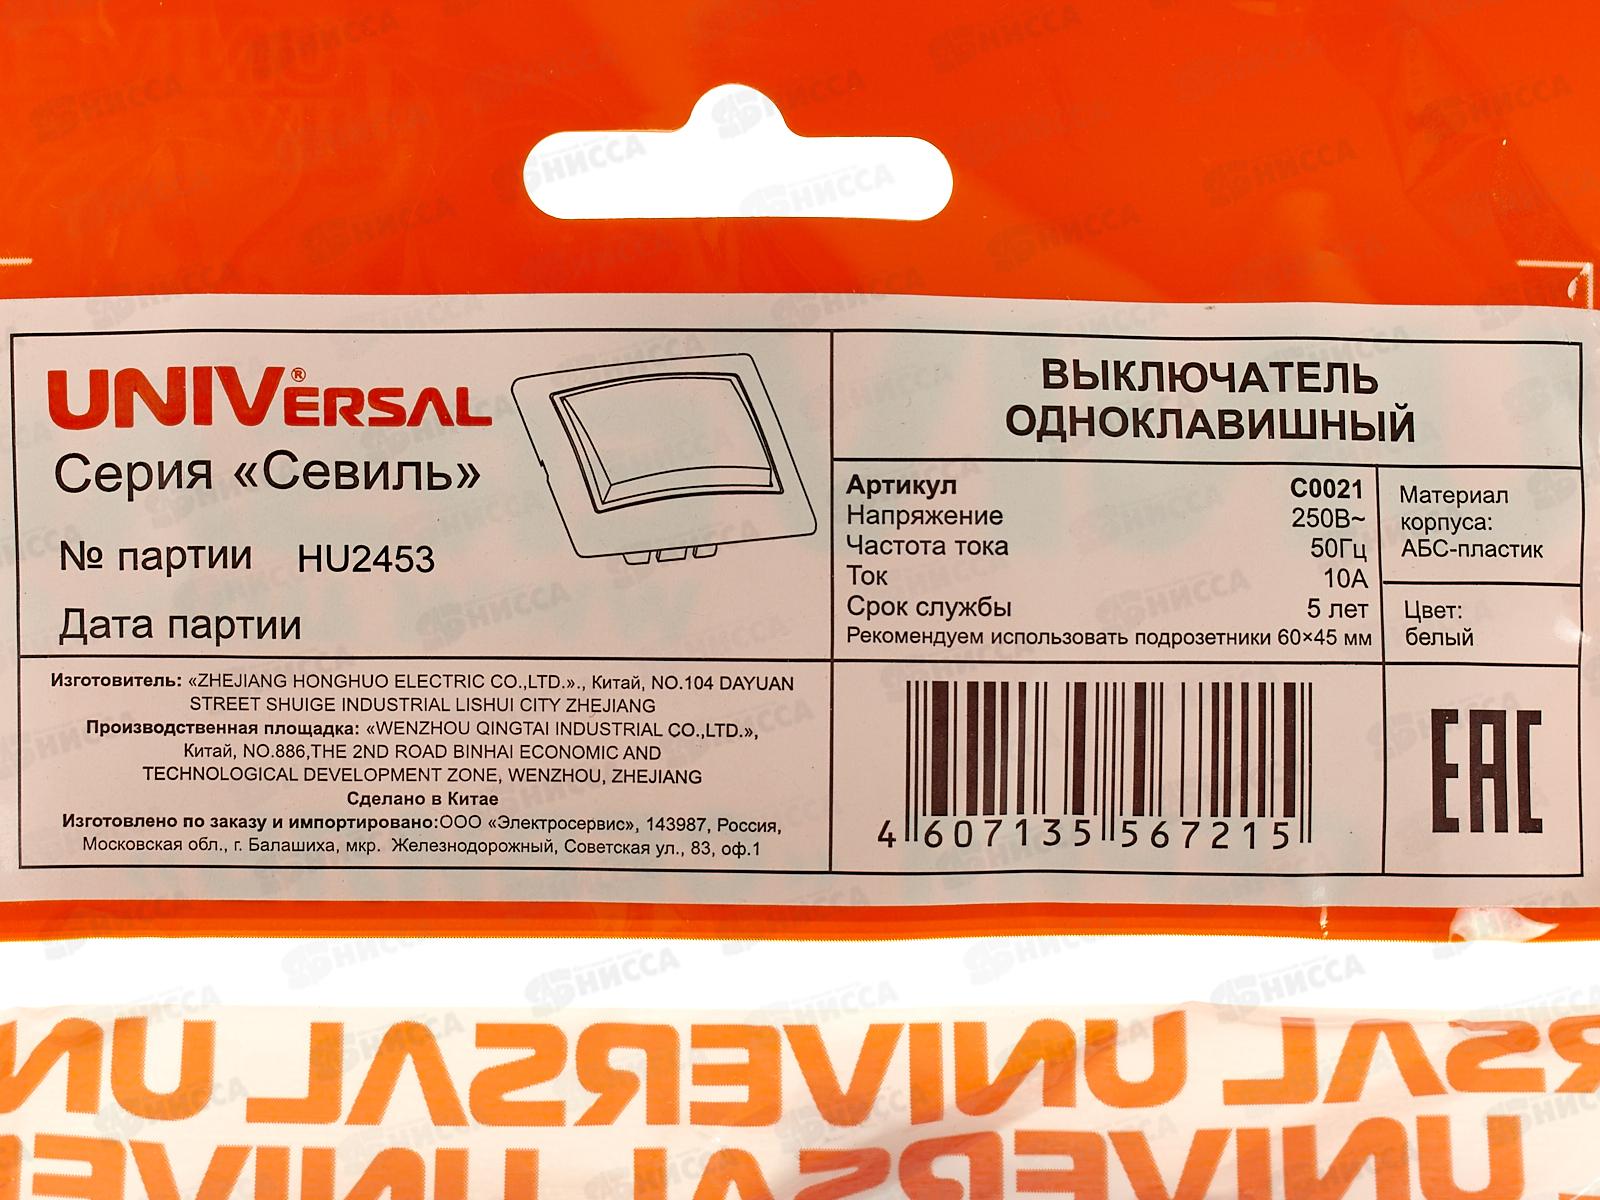 UNIVERSAL®
Серия «Севиль»
№ партии HU2453
Дата партии
ВЫКЛЮЧАТЕЛЬ
ОДНОКЛАВИШНЫЙ
Артикул С0021
Напряжение 250В~
Частота тока 50Гц
Ток 10А
Срок службы 5 лет
Рекомендуем использовать подрозетники 60×45 мм
Материал
корпуса:
АБС-пластик
Цвет:
белый
Изготовитель: «ZHEJIANG HONGHUO ELECTRIC CO.,LTD.»., Китай, NO.104 DAYUAN
STREET SHUIGE INDUSTRIAL LISHUI CITY ZHEJIANG
Производственная площадка: «WENZHOU QINGTAI INDUSTRIAL CO.,LTD.»,
Китай, NO.886,THE 2ND ROAD BINHAI ECONOMIC AND
TECHNOLOGICAL DEVELOPMENT ZONE, WENZHOU, ZHEJIANG
Сделано в Китае
Изготовлено по заказу и импортировано:ООО «Электросервис», 143987, Россия,
Московская обл., г. Балашиха, мкр. Железнодорожный, Советская ул., 83, оф.1
4 607135 567215
EAC
UNIVERSAL UNIVERSAL
UNIVERSAL UNIVERSAL